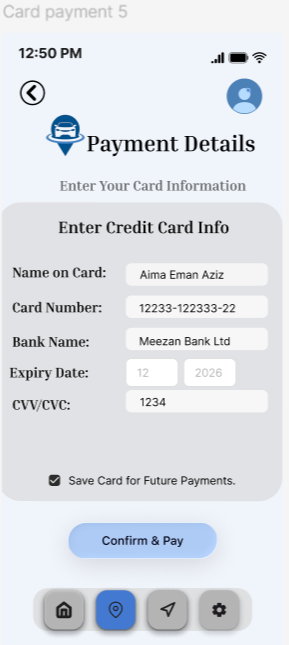 Card payment 5
12:50 PM
Payment Details
Enter Your Card Information
Enter Credit Card Info
Name on Card: Aima Eman Aziz
Card Number: 12233-122333-22
Bank Name: Meezan Bank Ltd
Expiry Date: 12 2026
CVV/CVC: 1234
Save Card for Future Payments.
Confirm & Pay